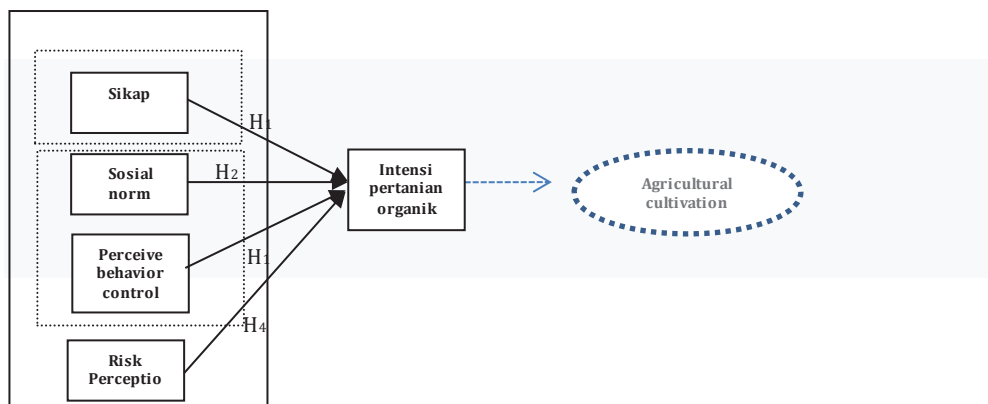 Sikap
H1
Sosial
norm
H2
Perceive
behavior
control
H1
Risk
Perceptio
H4
Intensi
pertanian
organik
Agricultural
cultivation